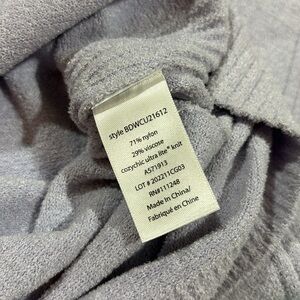 style BDWCU21612
71% nylon
29% viscose
cozychic ultra lite® knit
A571913
LOT # 202211CG03
RN#111248
Made in China/
Fabriqué en Chine